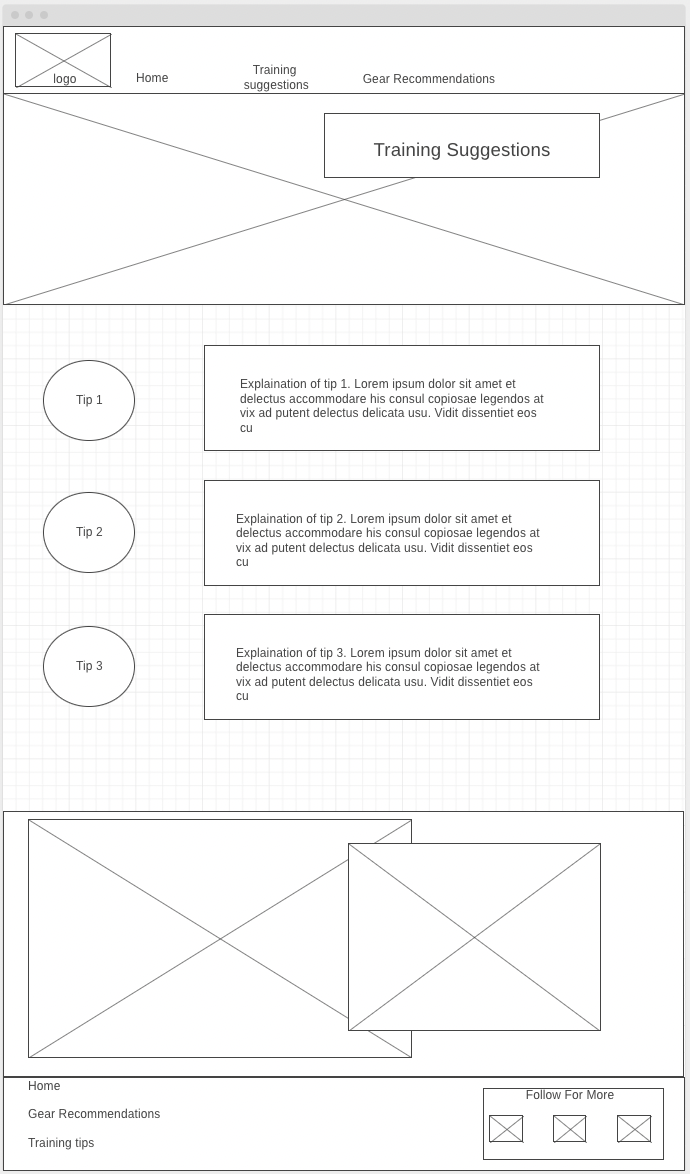 logo
Home
Training
suggestions
Gear Recommendations
Training Suggestions
Tip 1
Explaination of tip 1. Lorem ipsum dolor sit amet et
delectus accommodare his consul copiosae legendos at
vix ad putent delectus delicata usu. Vidit dissentiet eos
cu
Tip 2
Explaination of tip 2. Lorem ipsum dolor sit amet et
delectus accommodare his consul copiosae legendos at
vix ad putent delectus delicata usu. Vidit dissentiet eos
cu
Tip 3
Explaination of tip 3. Lorem ipsum dolor sit amet et
delectus accommodare his consul copiosae legendos at
vix ad putent delectus delicata usu. Vidit dissentiet eos
cu
Home
Gear Recommendations
Training tips
Follow For More